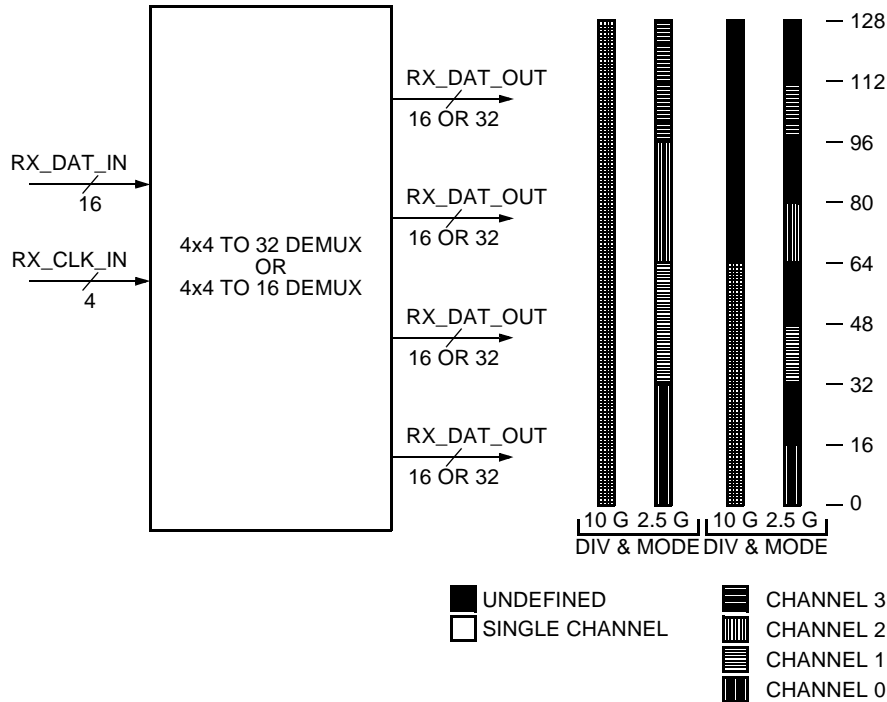 RX_DAT_IN
16
RX_CLK_IN
4
4x4 TO 32 DEMUX
OR
4x4 TO 16 DEMUX
RX_DAT_OUT
16 OR 32
RX_DAT_OUT
16 OR 32
RX_DAT_OUT
16 OR 32
RX_DAT_OUT
16 OR 32
128
112
96
80
64
48
32
16
0
10 G 2.5 G 10 G 2.5 G
DIV & MODE DIV & MODE
UNDEFINED
SINGLE CHANNEL
CHANNEL 3
CHANNEL 2
CHANNEL 1
CHANNEL 0